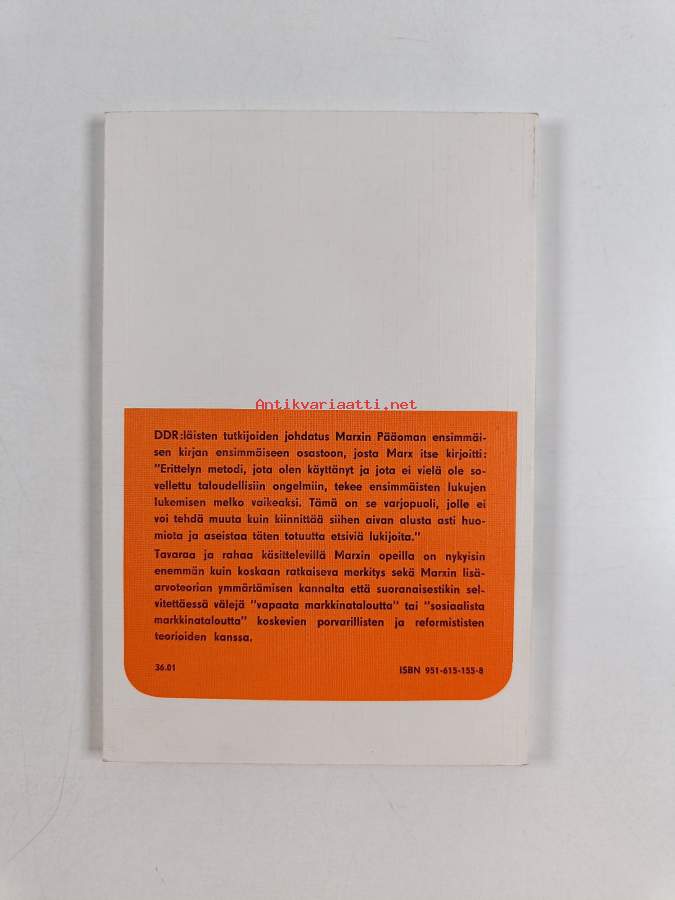 Antikvariaatti.net
DDR:läisten tutkijoiden johdatus Marxin Pääoman ensimmäi-
sen kirjan ensimmäiseen osastoon, josta Marx itse kirjoitti:
"Erittelyn metodi, jota olen käyttänyt ja jota ei vielä ole so-
vellettu taloudellisiin ongelmiin, tekee ensimmäisten lukujen
lukemisen melko vaikeaksi. Tämä on se varjopuoli, jolle ei
voi tehdä muuta kuin kiinnittää siihen aivan alusta asti huo-
miota ja aseistaa täten totuutta etsiviä lukijoita."
Tavaraa ja rahaa käsittelevillä Marxin opeilla on nykyisin
enemmän kuin koskaan ratkaiseva merkitys sekä Marxin lisä-
arvoteorian ymmärtämisen kannalta että suoranaisestikin sel-
vitettäessä välejä "vapaata markkinataloutta" tai "sosiaalista
markkinataloutta" koskevien porvarillisten ja reformististen
teorioiden kanssa.
36.01
ISBN 951-615-155-8